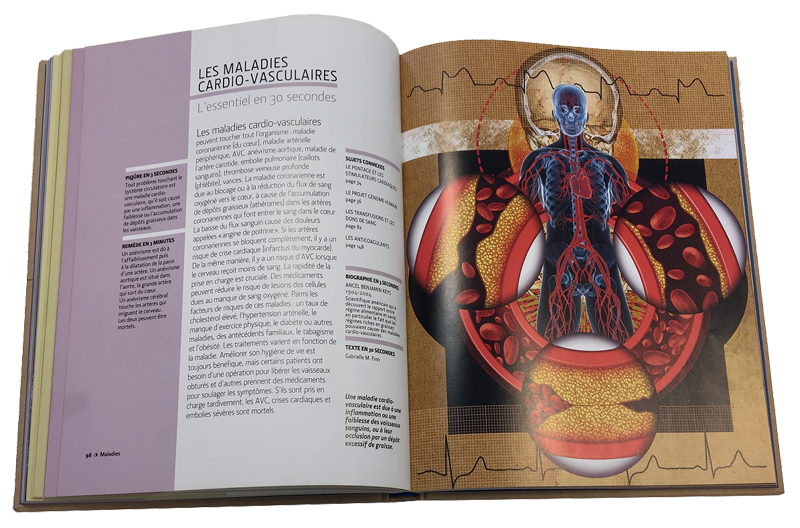 LES MALADIES
CARDIO-VASCULAIRES
L'essentiel en 30 secondes
PIQÛRE EN 3 SECONDES
Tout problème touchant le
système circulatoire est
une maladie cardio-
vasculaire, qu'il soit causé
par une inflammation, une
faiblesse ou l'accumulation
de dépôts graisseux dans
les vaisseaux.
REMÈDE EN 3 MINUTES
Un anévrisme est dû à
l'affaiblissement puis
à la dilatation de la paroi
d'une artère. Un anévrisme
aortique est situé dans
l'aorte, la grande artère
qui sort du cœur.
Un anévrisme cérébral
touche les artères qui
irriguent le cerveau.
Les deux peuvent être
mortels.
Les maladies cardio-vasculaires
peuvent toucher tout l'organisme : maladie
coronarienne (du cœur), maladie artérielle
périphérique, AVC, anévrisme aortique, maladie de
l'artère carotide, embolie pulmonaire (caillots
sanguins), thrombose veineuse profonde
(phlébite), varices. La maladie coronarienne est
due au blocage ou à la réduction du flux de sang
oxygéné vers le cœur, à cause de l'accumulation
de dépôts graisseux (athéromes) dans les artères
coronariennes qui font entrer le sang dans le cœur.
La baisse du flux sanguin cause des douleurs
appelées « angine de poitrine ». Si les artères
coronariennes se bloquent complètement, il y a un
risque de crise cardiaque (infarctus du myocarde).
De la même manière, il y a un risque d'AVC lorsque
le cerveau reçoit moins de sang. La rapidité de la
prise en charge est cruciale. Des médicaments
peuvent réduire le risque de lésions des cellules
dues au manque de sang oxygéné. Parmi les
facteurs de risques de ces maladies : un taux de
cholestérol élevé, l'hypertension artérielle, le
manque d'exercice physique, le diabète ou autres
maladies, des antécédents familiaux, le tabagisme
et l'obésité. Les traitements varient en fonction de
la maladie. Améliorer son hygiène de vie est
toujours bénéfique, mais certains patients ont
besoin d'une opération pour libérer les vaisseaux
obturés et d'autres prennent des médicaments
pour soulager les symptômes. S'ils sont pris en
charge tardivement, les AVC, crises cardiaques et
embolies sévères sont mortels.
SUJETS CONNEXES
LE PONTAGE ET LES
STIMULATEURS CARDIAQUES
page 34
LE PROJET GÉNOME HUMAIN
page 36
LES TRANSFUSIONS ET LES
DONS DE SANG
page 82
LES ANTICOAGULANTS
page 148
BIOGRAPHIE EN 3 SECONDES
ANCEL BENJAMIN KEYS
1904-2004
Scientifique américain qui a
découvert le rapport entre
régime alimentaire et santé,
en particulier le fait que les
régimes riches en graisses
pouvaient causer des maladies
cardio-vasculaires.
TEXTE EN 30 SECONDES
Gabrielle M. Finn
Une maladie cardio-
vasculaire est due à une
inflammation ou une
faiblesse des vaisseaux
sanguins, ou à leur
occlusion par un dépôt
excessif de graisse.
98 Maladies